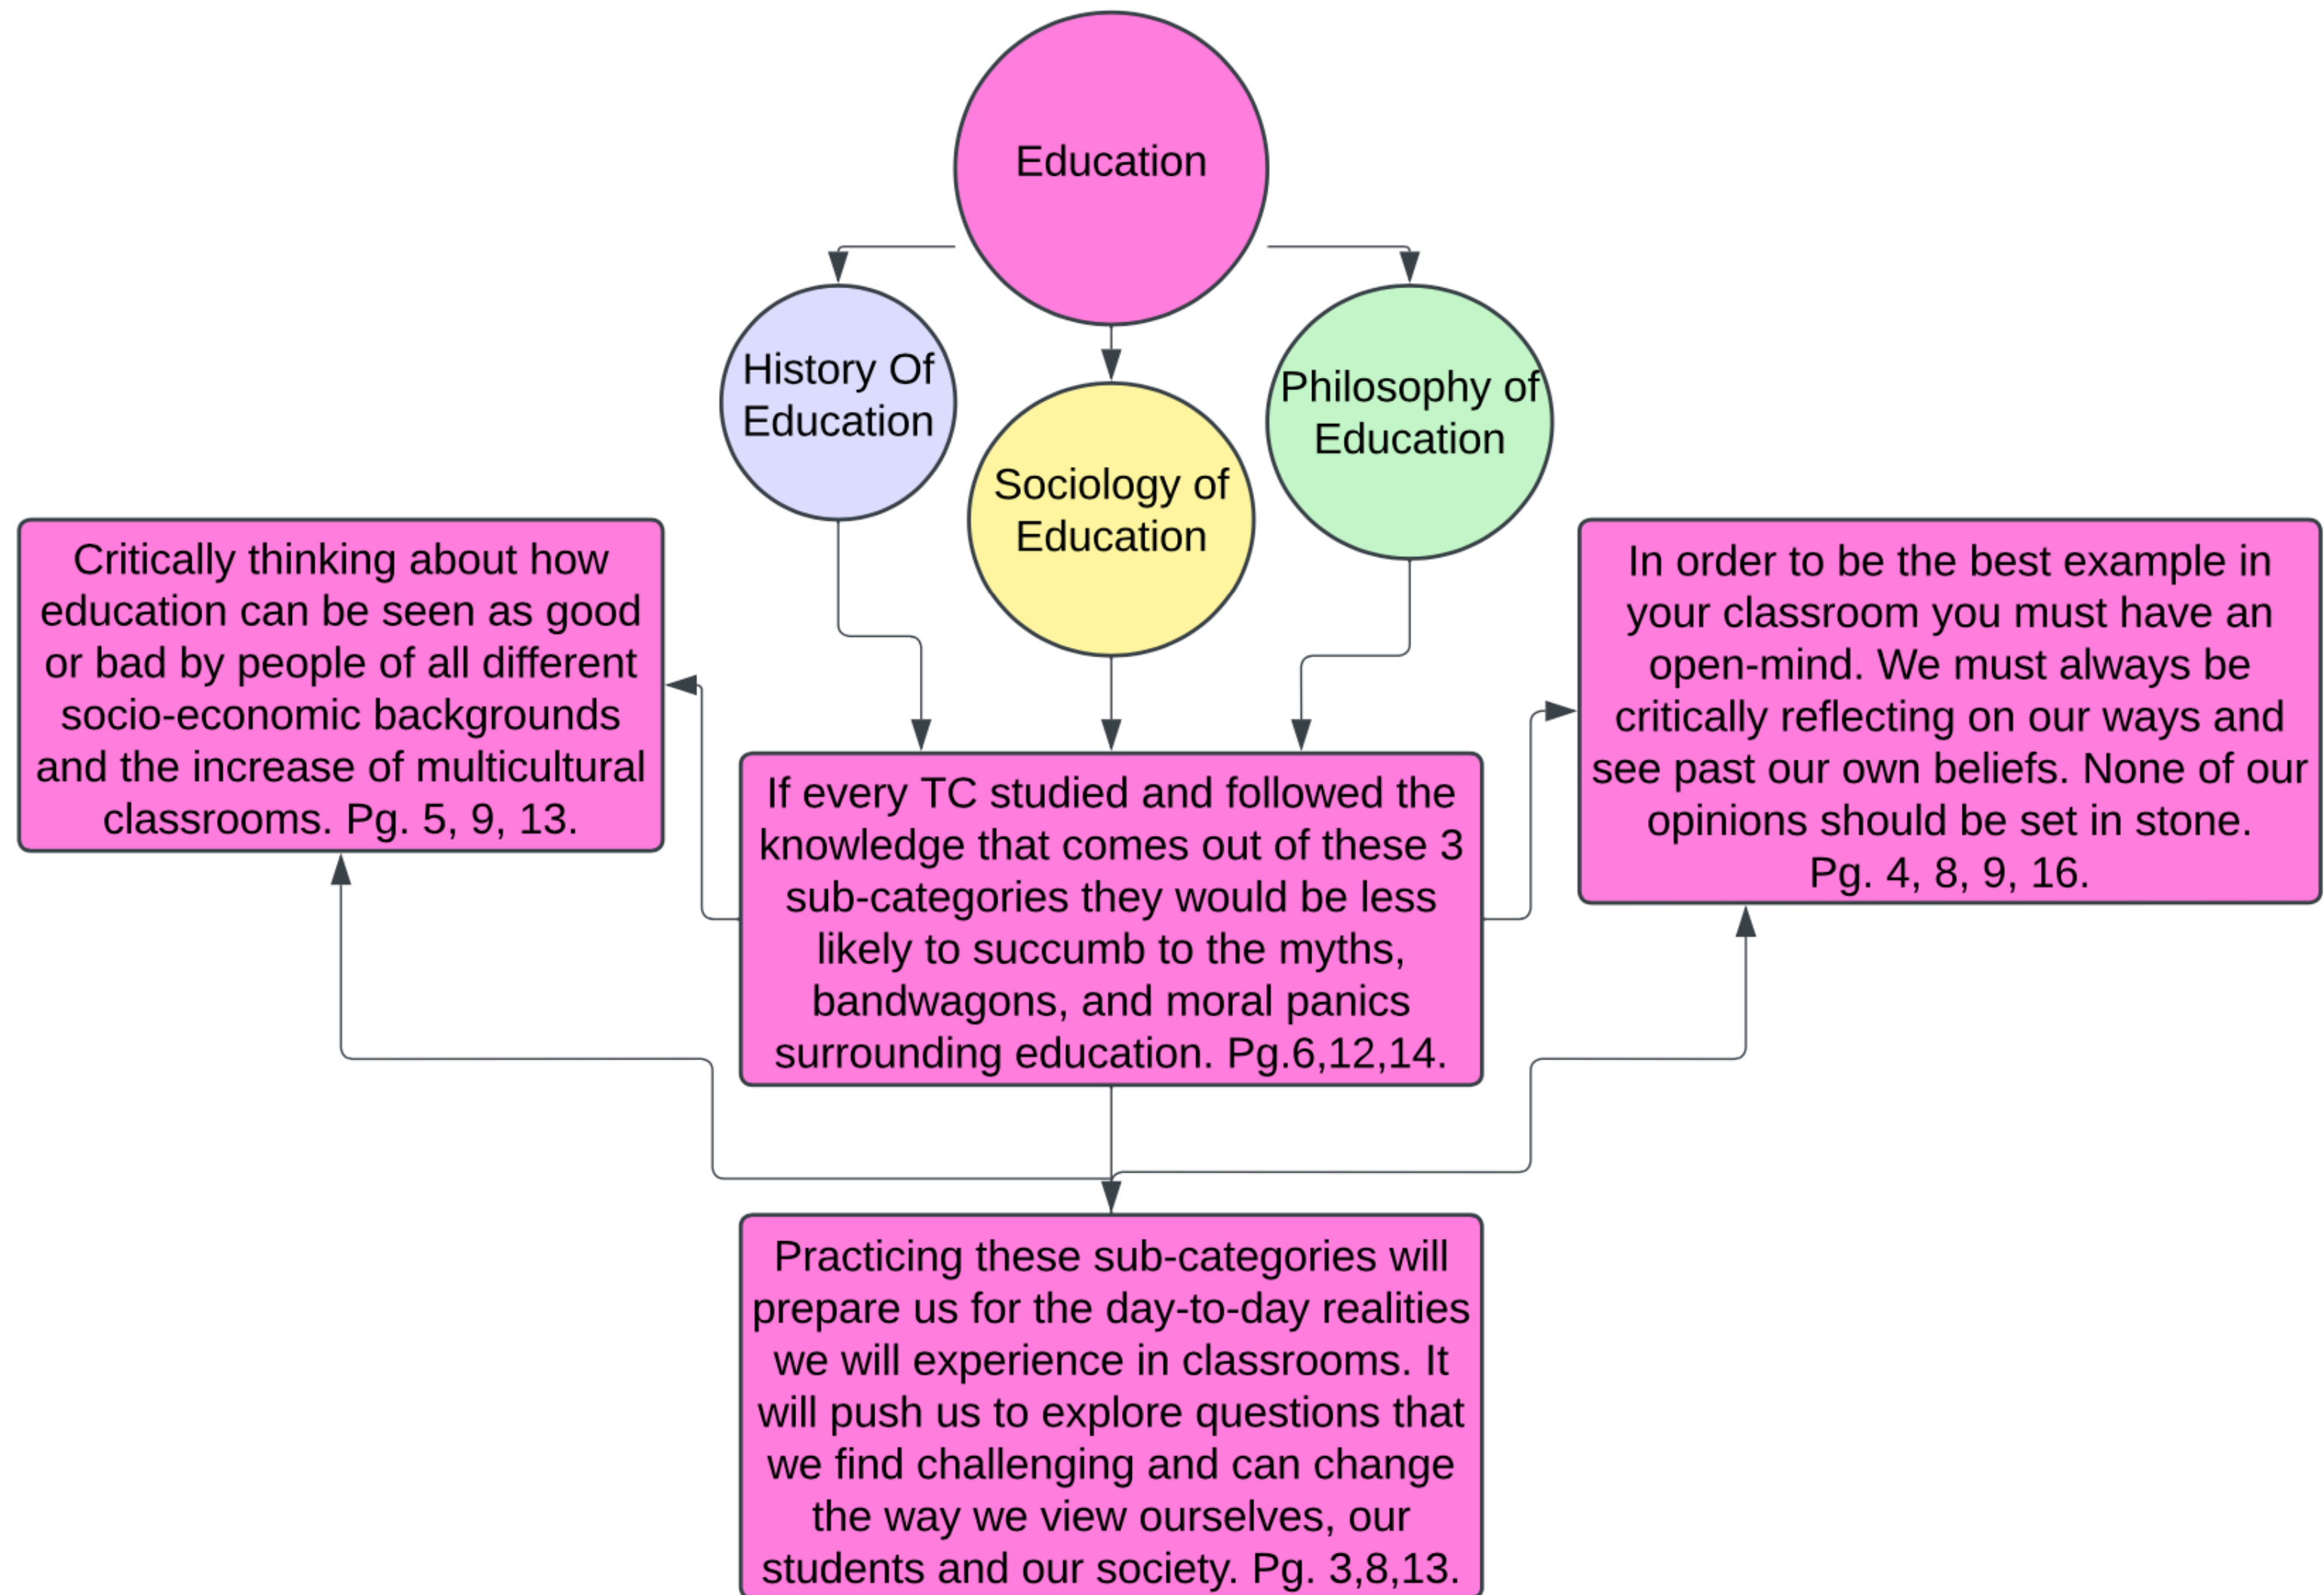 Education
History Of
Education
Sociology of
Education
Philosophy of
Education
Critically thinking about how
education can be seen as good
or bad by people of all different
socio-economic backgrounds
and the increase of multicultural
classrooms. Pg. 5, 9, 13.
If every TC studied and followed the
knowledge that comes out of these 3
sub-categories they would be less
likely to succumb to the myths,
bandwagons, and moral panics
surrounding education. Pg.6,12,14.
In order to be the best example in
your classroom you must have an
open-mind. We must always be
critically reflecting on our ways and
see past our own beliefs. None of our
opinions should be set in stone.
Pg. 4, 8, 9, 16.
Practicing these sub-categories will
prepare us for the day-to-day realities
we will experience in classrooms. It
will push us to explore questions that
we find challenging and can change
the way we view ourselves, our
students and our society. Pg. 3,8,13.